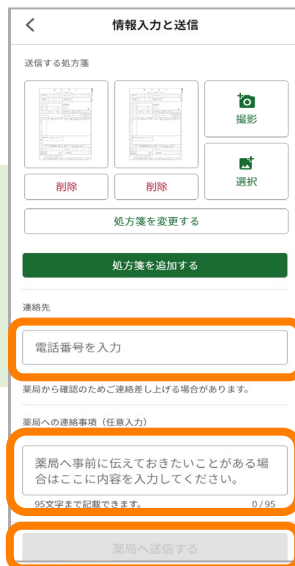 情報入力と送信
送信する処方箋
撮影
選択
削除
削除
処方箋を変更する
処方箋を追加する
連絡先
電話番号を入力
薬局から確認のためご連絡差し上げる場合があります。
薬局への連絡事項（任意入力）
薬局へ事前に伝えておきたいことがある場
合はここに内容を入力してください。
95文字まで記載できます。
0 / 95
薬局へ送信する